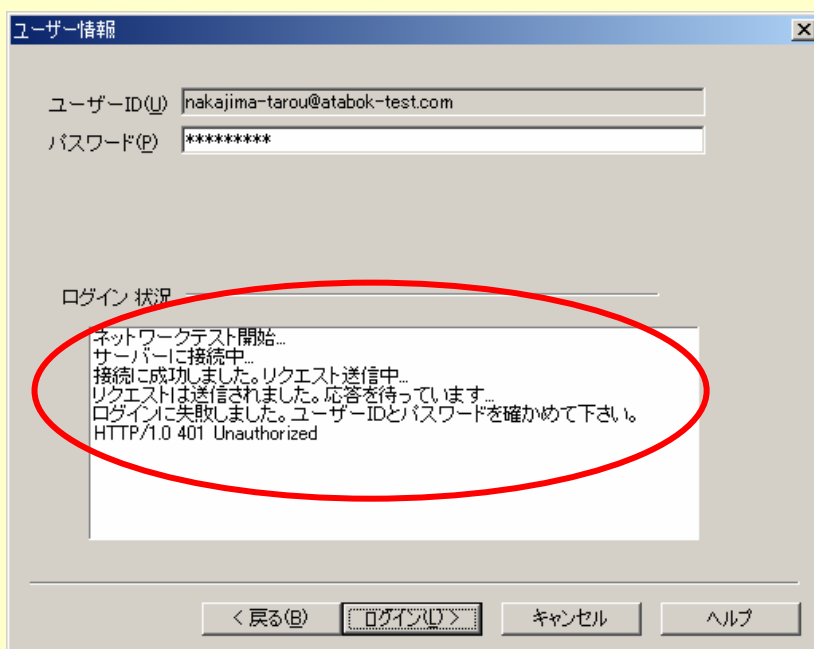 ユーザー情報
ユーザーID(U) nakajima-tarou@atabok-test.com
パスワード(P) *********
ログイン 状況
ネットワークテスト開始...
サーバーに接続中...
接続に成功しました。リクエスト送信中...
リクエストは送信されました。応答を待っています...
ログインに失敗しました。ユーザーIDとパスワードを確かめて下さい。
HTTP/1.0 401 Unauthorized
< 戻る(B) ログイン(L) > キャンセル ヘルプ